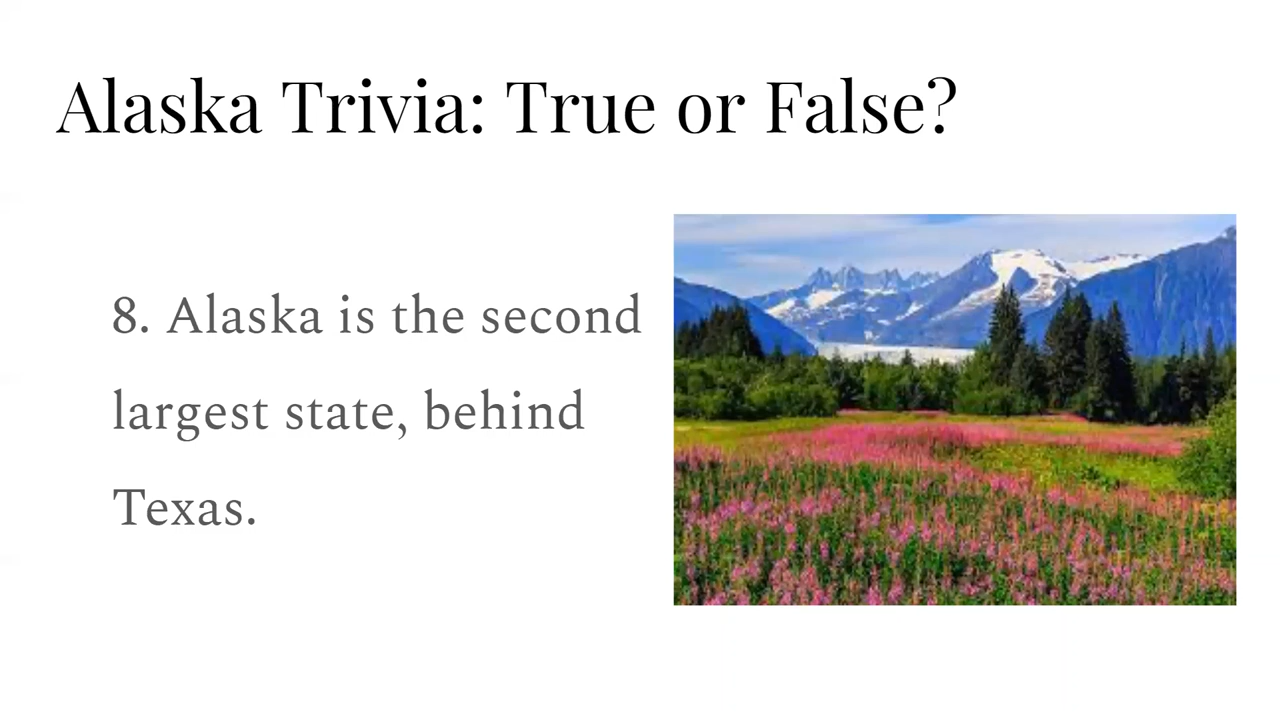 Alaska Trivia: True or False?
8. Alaska is the second
largest state, behind
Texas.